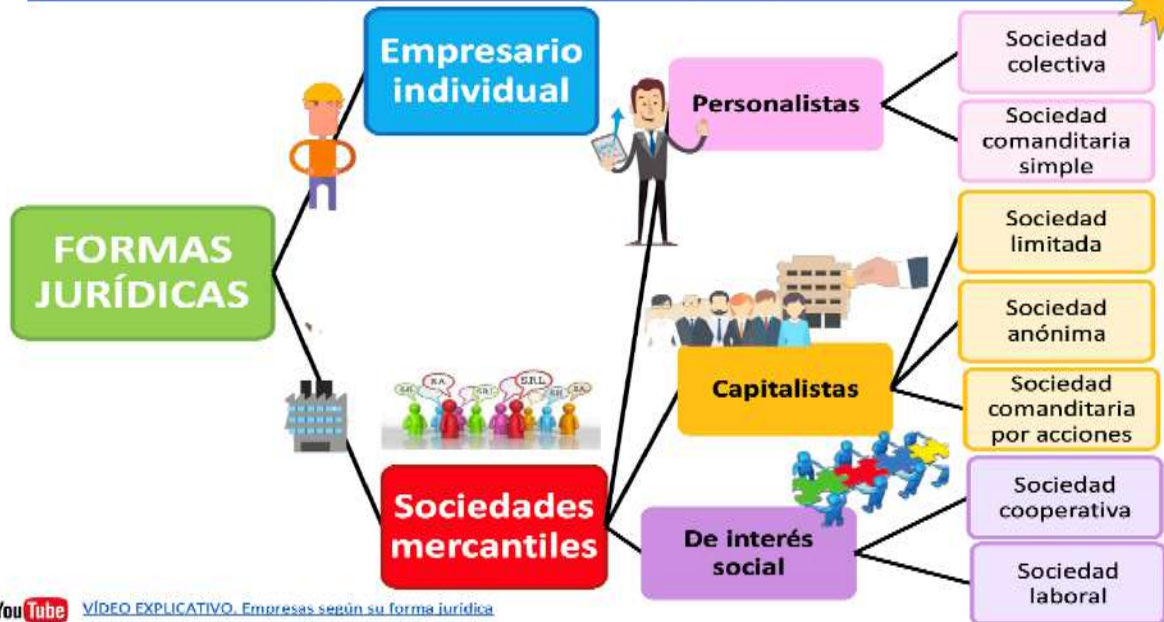 Empresario
individual
Personalistas
Sociedad
colectiva
Sociedad
comanditaria
simple
FORMAS
JURÍDICAS
Sociedad
limitada
Sociedad
anónima
Capitalistas
Sociedad
comanditaria
por acciones
S.R.L
Sociedades
mercantiles
De interés
social
Sociedad
cooperativa
Sociedad
laboral
YouTube VÍDEO EXPLICATIVO. Empresas según su forma jurídica